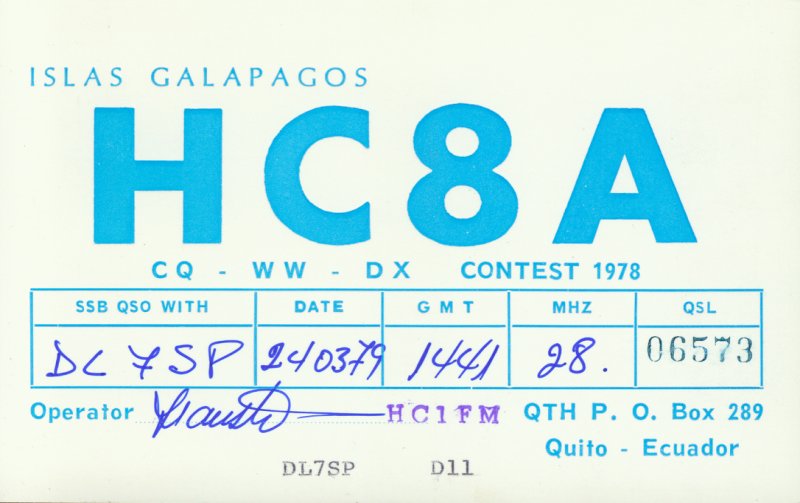 ISLAS GALAPAGOS
HC8A
CQ - WW - DX CONTEST 1978
SSB QSO WITH DATE GMT MHZ QSL
DL7SP 240379 1441 28. 06573
Operator HC1FM QTH P. O. Box 289
Quito - Ecuador
DL7SP D11